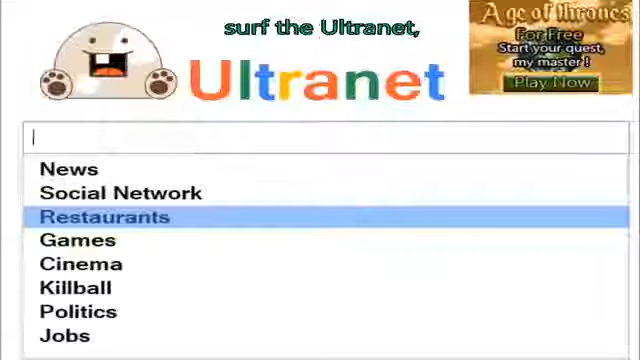 surf the Ultranet,
Age of thrones
For Free
Start your quest,
my master !
Play Now
Ultranet
News
Social Network
Restaurants
Games
Cinema
Killball
Politics
Jobs